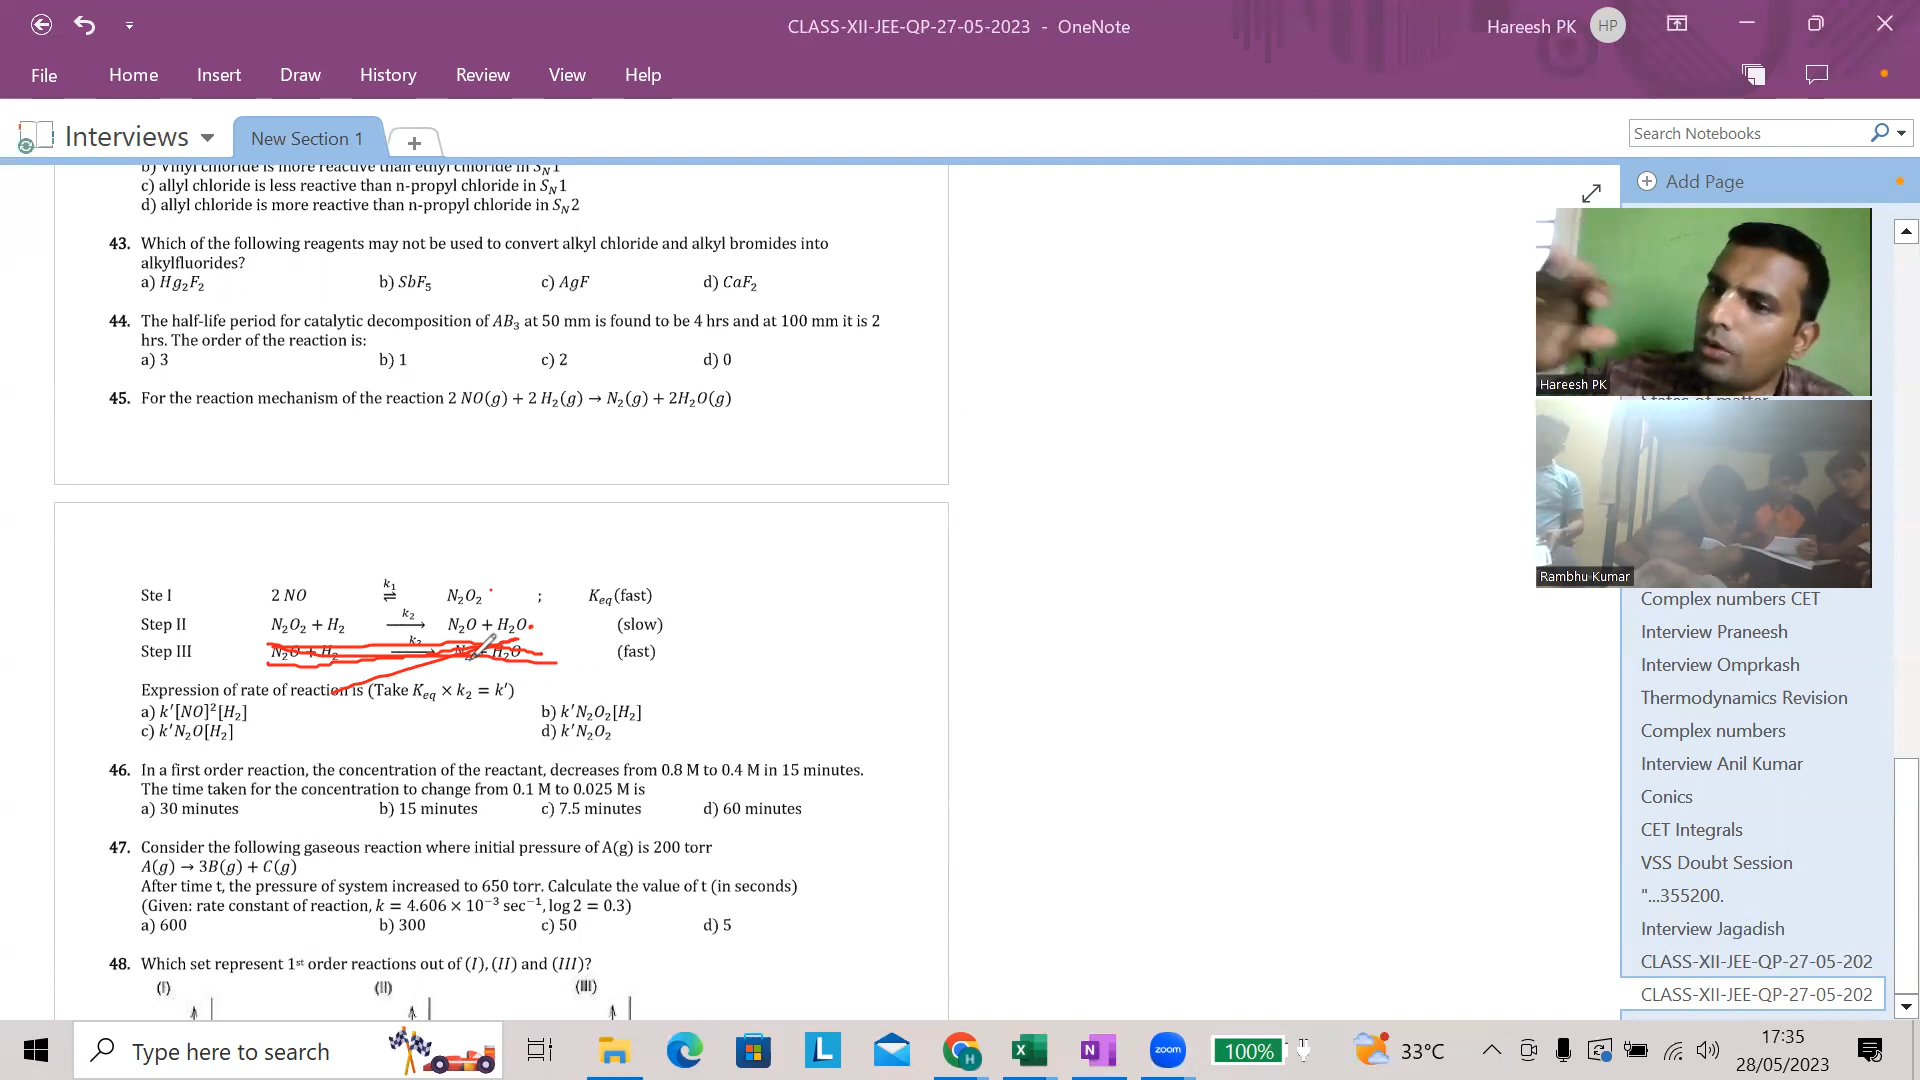 CLASS-XII-JEE-QP-27-05-2023 - OneNote
Hareesh PK HP
File Home Insert Draw History Review View Help
Interviews New Section 1 +
Search Notebooks
Add Page
b) Vinyl chloride is more reactive than ethyl chloride in S_N1
c) allyl chloride is less reactive than n-propyl chloride in S_N1
d) allyl chloride is more reactive than n-propyl chloride in S_N2
43. Which of the following reagents may not be used to convert alkyl chloride and alkyl bromides into
alkylfluorides?
a) Hg₂F₂ b) SbF₅ c) AgF d) CaF₂
44. The half-life period for catalytic decomposition of AB₃ at 50 mm is found to be 4 hrs and at 100 mm it is 2
hrs. The order of the reaction is:
a) 3 b) 1 c) 2 d) 0
45. For the reaction mechanism of the reaction 2 NO(g) + 2 H₂(g) → N₂(g) + 2H₂O(g)
Ste I 2 NO k₁ ⇌ N₂O₂ ; K_eq(fast)
Step II N₂O₂ + H₂ k₂ ⟶ N₂O + H₂O (slow)
Step III N₂O + H₂ ⟶ H₂O (fast)
Expression of rate of reaction is (Take K_eq × k₂ = k′)
a) k′[NO]²[H₂] b) k′N₂O₂[H₂]
c) k′N₂O[H₂] d) k′N₂O₂
46. In a first order reaction, the concentration of the reactant, decreases from 0.8 M to 0.4 M in 15 minutes.
The time taken for the concentration to change from 0.1 M to 0.025 M is
a) 30 minutes b) 15 minutes c) 7.5 minutes d) 60 minutes
47. Consider the following gaseous reaction where initial pressure of A(g) is 200 torr
A(g) → 3B(g) + C(g)
After time t, the pressure of system increased to 650 torr. Calculate the value of t (in seconds)
(Given: rate constant of reaction, k = 4.606 × 10⁻³ sec⁻¹, log 2 = 0.3)
a) 600 b) 300 c) 50 d) 5
48. Which set represent 1ˢᵗ order reactions out of (I), (II) and (III)?
(I) (II) (III)
Hareesh PK
Rambhu Kumar
Complex numbers CET
Interview Praneesh
Interview Omprkash
Thermodynamics Revision
Complex numbers
Interview Anil Kumar
Conics
CET Integrals
VSS Doubt Session
"...355200.
Interview Jagadish
CLASS-XII-JEE-QP-27-05-202
CLASS-XII-JEE-QP-27-05-202
Type here to search
L
zoom
100%
33°C
17:35
28/05/2023